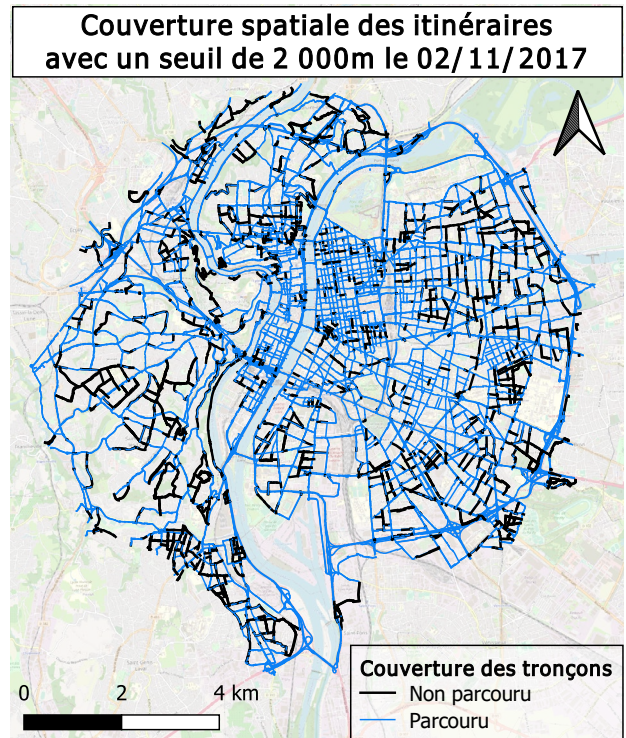 Couverture spatiale des itinéraires
avec un seuil de 2 000m le 02/11/2017
0 2 4 km
Couverture des tronçons
Non parcouru
Parcouru